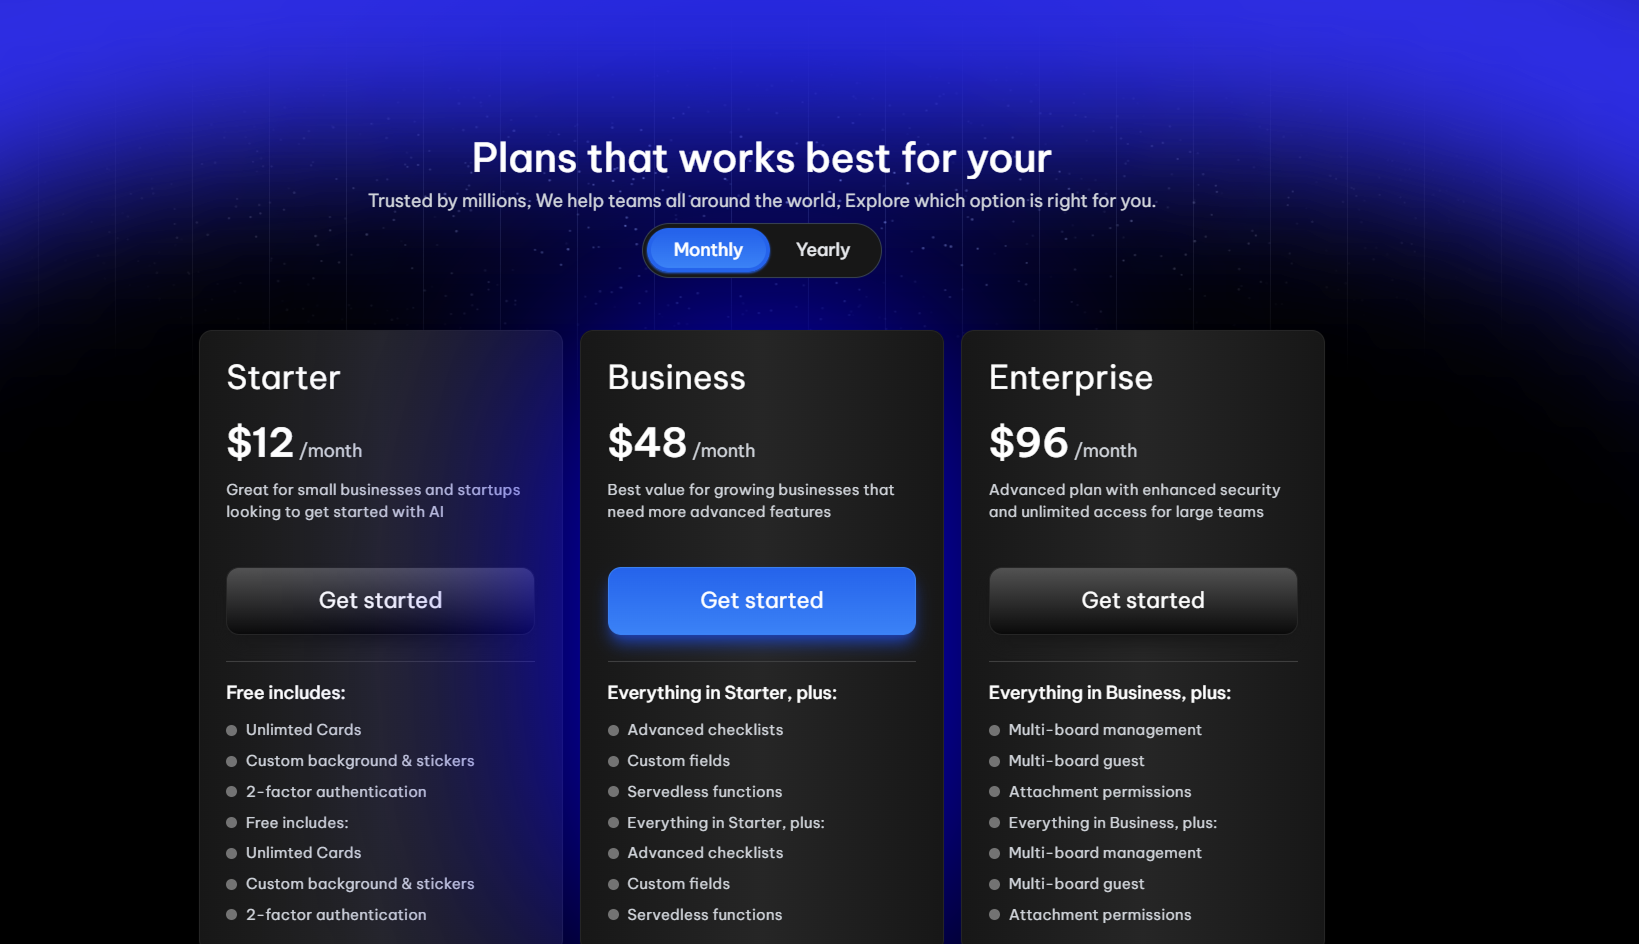 Plans that works best for your
Trusted by millions, We help teams all around the world, Explore which option is right for you.
Monthly
Yearly
Starter
$12 /month
Great for small businesses and startups
looking to get started with AI
Get started
Free includes:
Unlimted Cards
Custom background & stickers
2-factor authentication
Free includes:
Unlimted Cards
Custom background & stickers
2-factor authentication
Business
$48 /month
Best value for growing businesses that
need more advanced features
Get started
Everything in Starter, plus:
Advanced checklists
Custom fields
Servedless functions
Everything in Starter, plus:
Advanced checklists
Custom fields
Servedless functions
Enterprise
$96 /month
Advanced plan with enhanced security
and unlimited access for large teams
Get started
Everything in Business, plus:
Multi-board management
Multi-board guest
Attachment permissions
Everything in Business, plus:
Multi-board management
Multi-board guest
Attachment permissions